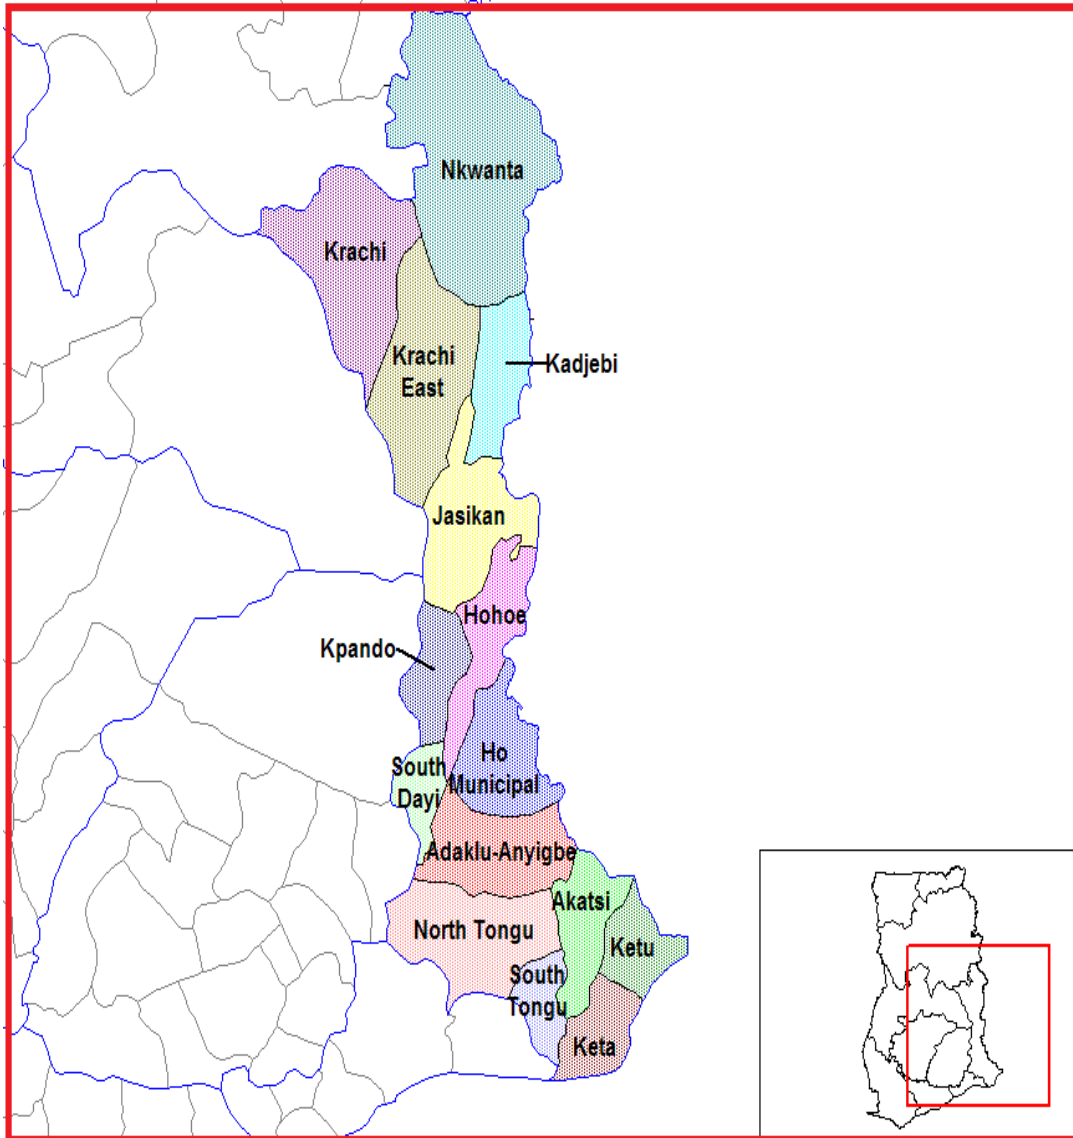 Nkwanta
Krachi
Krachi
East
Kadjebi
Jasikan
Hohoe
Kpando
Ho
Municipal
South
Dayi
Adaklu-Anyigbe
Akatsi
North Tongu
Ketu
South
Tongu
Keta